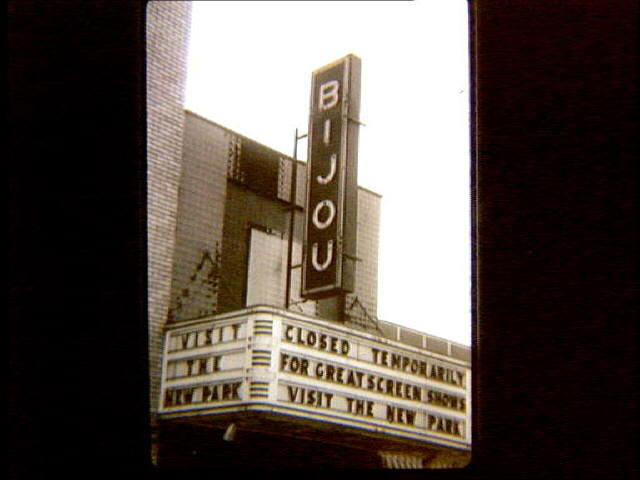 BIJOU
VISIT
THE
NEW PARK
CLOSED TEMPORARILY
FOR GREAT SCREEN SHOWS
VISIT THE NEW PARK